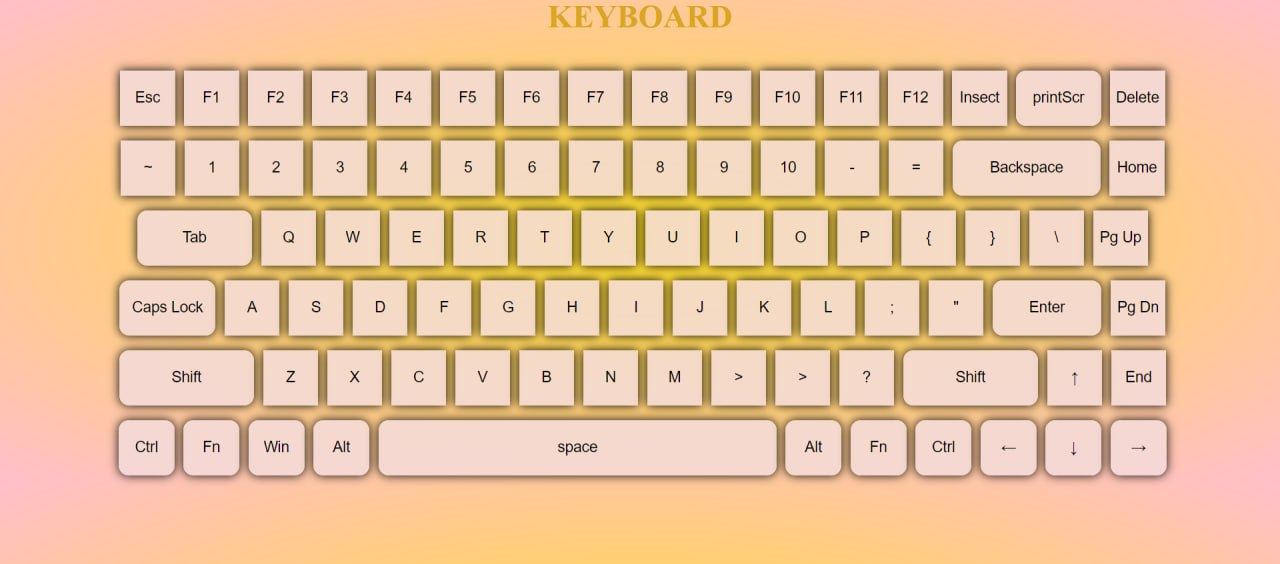 KEYBOARD
Esc F1 F2 F3 F4 F5 F6 F7 F8 F9 F10 F11 F12 Insect printScr Delete
~ 1 2 3 4 5 6 7 8 9 10 - = Backspace Home
Tab Q W E R T Y U I O P { } \ Pg Up
Caps Lock A S D F G H I J K L ; " Enter Pg Dn
Shift Z X C V B N M > > ? Shift ↑ End
Ctrl Fn Win Alt space Alt Fn Ctrl ← ↓ →